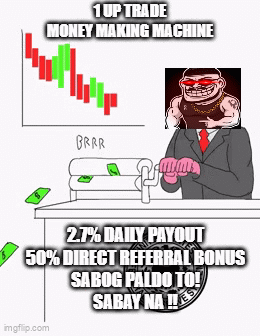 1 UP TRADE
MONEY MAKING MACHINE
BRRR
2.7% DAILY PAYOUT
50% DIRECT REFERRAL BONUS
SABOG PALDO TO!
SABAY NA !!
imgflip.com